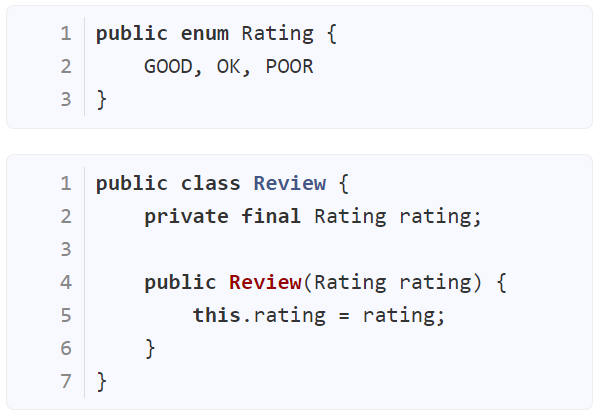 1 public enum Rating {
2     GOOD, OK, POOR
3 }
1 public class Review {
2     private final Rating rating;
3
4     public Review(Rating rating) {
5         this.rating = rating;
6     }
7 }